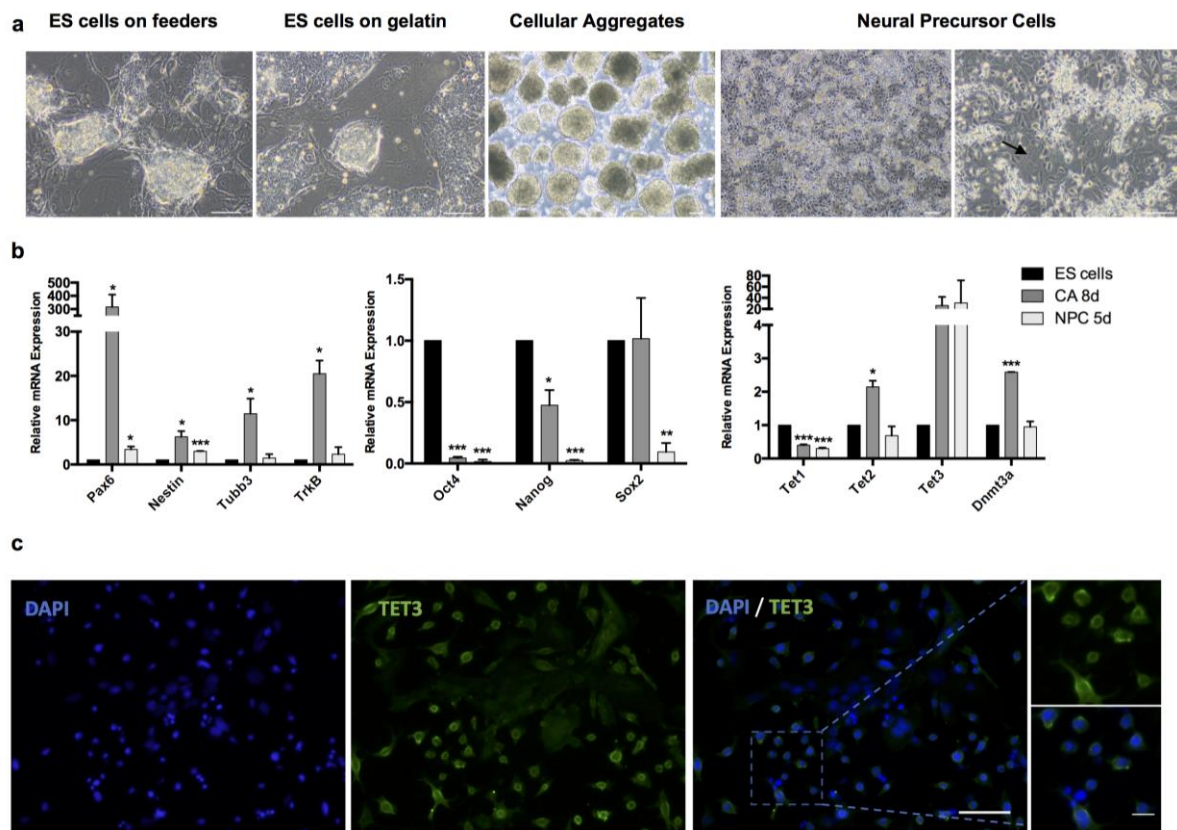 a
ES cells on feeders
ES cells on gelatin
Cellular Aggregates
Neural Precursor Cells
b
Relative mRNA Expression
500
400
300
30
20
10
0
*
*
*
***
*
*
Pax6
Nestin
Tubb3
TrkB
Relative mRNA Expression
1.5
1.0
0.5
0.0
***
***
*
***
**
Oct4
Nanog
Sox2
Relative mRNA Expression
80
60
40
20
4
3
2
1
0
***
***
*
***
Tet1
Tet2
Tet3
Dnmt3a
ES cells
CA 8d
NPC 5d
c
DAPI
TET3
DAPI / TET3